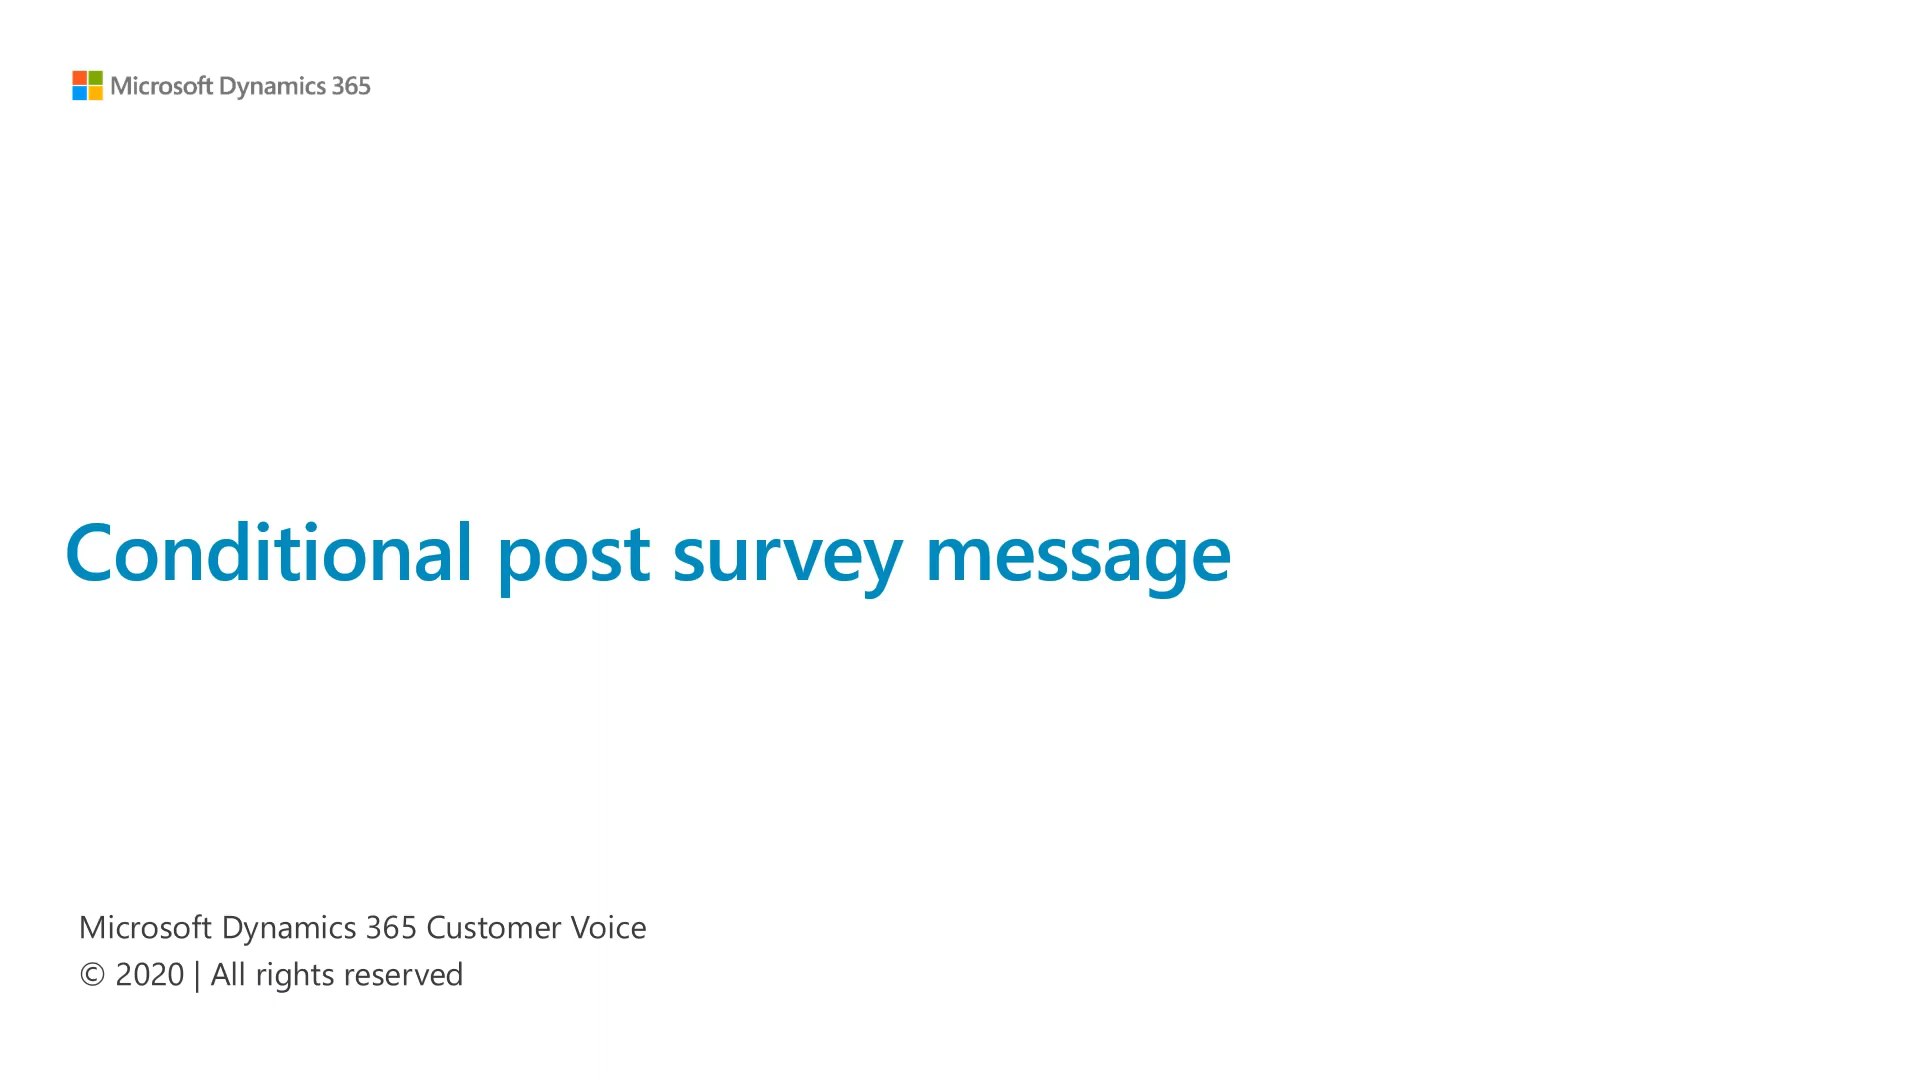 Microsoft Dynamics 365
Conditional post survey message
Microsoft Dynamics 365 Customer Voice
© 2020 | All rights reserved